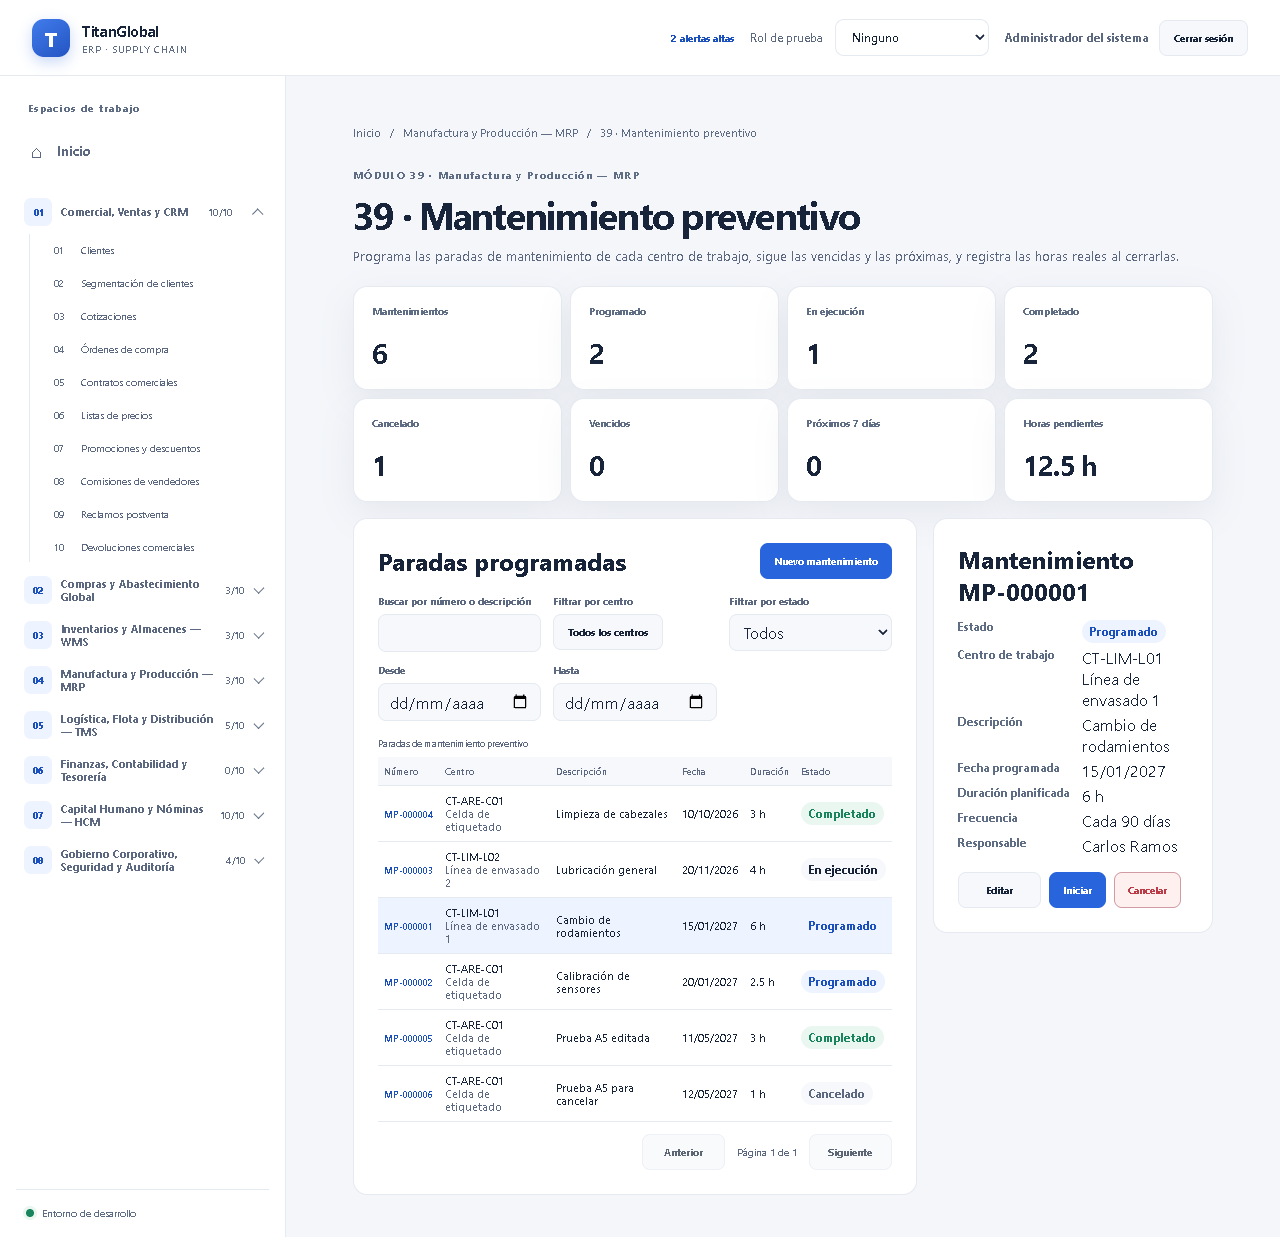 T
TitanGlobal
ERP · SUPPLY CHAIN
2 alertas altas
Rol de prueba
Ninguno
Administrador del sistema
Cerrar sesión
Espacios de trabajo
Inicio
01 Comercial, Ventas y CRM 10/10
01 Clientes
02 Segmentación de clientes
03 Cotizaciones
04 Órdenes de compra
05 Contratos comerciales
06 Listas de precios
07 Promociones y descuentos
08 Comisiones de vendedores
09 Reclamos postventa
10 Devoluciones comerciales
02 Compras y Abastecimiento
Global
3/10
03 Inventarios y Almacenes —
WMS
3/10
04 Manufactura y Producción —
MRP
3/10
05 Logística, Flota y Distribución
— TMS
5/10
06 Finanzas, Contabilidad y
Tesorería
0/10
07 Capital Humano y Nóminas
— HCM
10/10
08 Gobierno Corporativo,
Seguridad y Auditoría
4/10
Entorno de desarrollo
Inicio / Manufactura y Producción — MRP / 39 · Mantenimiento preventivo
MÓDULO 39 · Manufactura y Producción — MRP
39 · Mantenimiento preventivo
Programa las paradas de mantenimiento de cada centro de trabajo, sigue las vencidas y las próximas, y registra las horas reales al cerrarlas.
Mantenimientos
6
Programado
2
En ejecución
1
Completado
2
Cancelado
1
Vencidos
0
Próximos 7 días
0
Horas pendientes
12.5 h
Paradas programadas
Nuevo mantenimiento
Buscar por número o descripción
Filtrar por centro
Todos los centros
Filtrar por estado
Todos
Desde
dd/mm/aaaa
Hasta
dd/mm/aaaa
Paradas de mantenimiento preventivo
Número Centro Descripción Fecha Duración Estado
MP-000004
CT-ARE-C01
Celda de
etiquetado
Limpieza de cabezales
10/10/2026
3 h
Completado
MP-000003
CT-LIM-L02
Línea de envasado
2
Lubricación general
20/11/2026
4 h
En ejecución
MP-000001
CT-LIM-L01
Línea de envasado
1
Cambio de
rodamientos
15/01/2027
6 h
Programado
MP-000002
CT-ARE-C01
Celda de
etiquetado
Calibración de
sensores
20/01/2027
2.5 h
Programado
MP-000005
CT-ARE-C01
Celda de
etiquetado
Prueba A5 editada
11/05/2027
3 h
Completado
MP-000006
CT-ARE-C01
Celda de
etiquetado
Prueba A5 para
cancelar
12/05/2027
1 h
Cancelado
Anterior
Página 1 de 1
Siguiente
Mantenimiento
MP-000001
Estado
Programado
Centro de trabajo
CT-LIM-L01
Línea de
envasado 1
Descripción
Cambio de
rodamientos
Fecha programada
15/01/2027
Duración planificada
6 h
Frecuencia
Cada 90 días
Responsable
Carlos Ramos
Editar
Iniciar
Cancelar